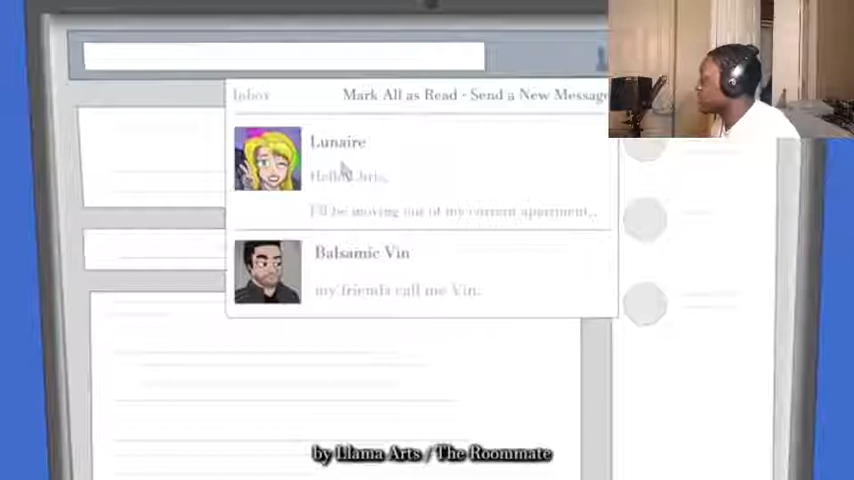 Inbox
Mark All as Read - Send a New Message
Lunaire
Hello Chris,
I'll be moving out of my current apartment...
Balsamic Vin
my friends call me Vin.
by Llama Arts / The Roommate